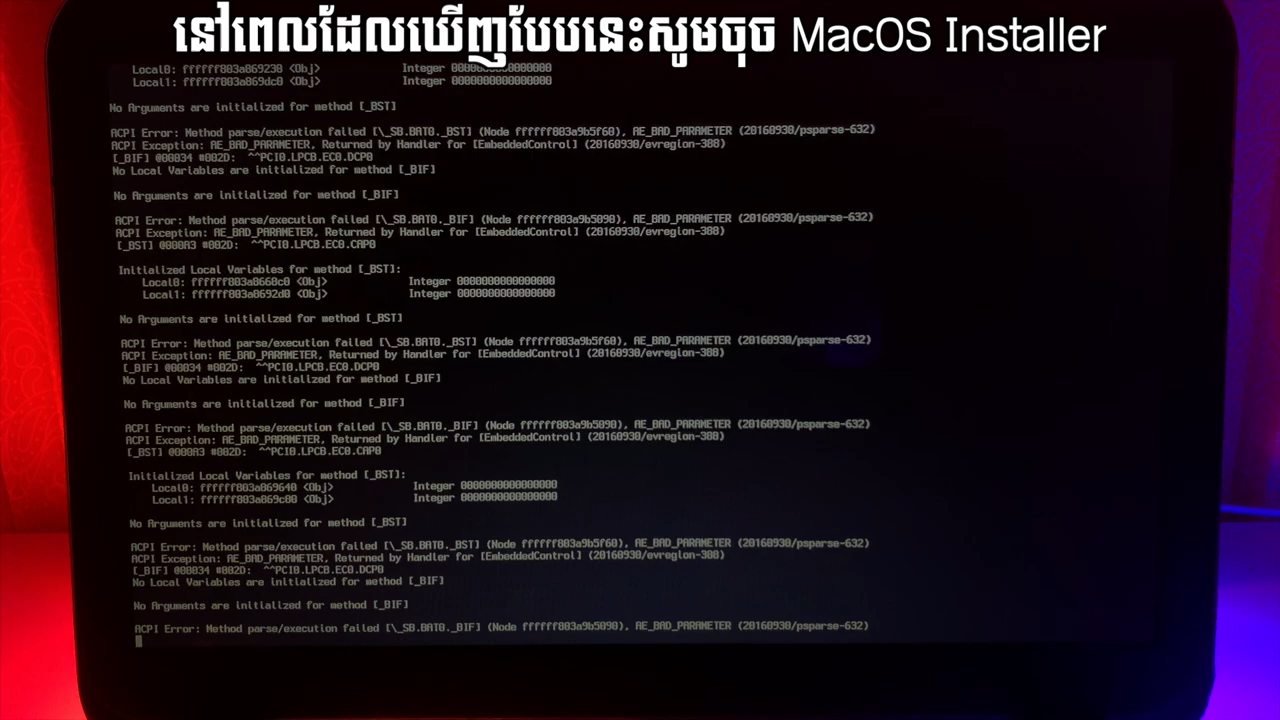 នៅពេលដែលឃើញបែបនេះសូមចុច MacOS Installer
Local0: ffffff803a869230 <Obj> Integer 0000000000000000
Local1: ffffff803a869dc0 <Obj> Integer 0000000000000000
No Arguments are initialized for method [_BST]
ACPI Error: Method parse/execution failed [\_SB.BAT0._BST] (Node ffffff803a9b5f60), AE_BAD_PARAMETER (20160930/psparse-632)
ACPI Exception: AE_BAD_PARAMETER, Returned by Handler for [EmbeddedControl] (20160930/evregion-388)
[_BIF] @00034 #002D: ^^PCI0.LPCB.EC0.DCP0
No Local Variables are initialized for method [_BIF]
No Arguments are initialized for method [_BIF]
ACPI Error: Method parse/execution failed [\_SB.BAT0._BIF] (Node ffffff803a9b5098), AE_BAD_PARAMETER (20160930/psparse-632)
ACPI Exception: AE_BAD_PARAMETER, Returned by Handler for [EmbeddedControl] (20160930/evregion-388)
[_BST] @000A3 #002D: ^^PCI0.LPCB.EC0.CAP0
Initialized Local Variables for method [_BST]:
Local0: ffffff803a8668c0 <Obj> Integer 0000000000000000
Local1: ffffff803a8692d0 <Obj> Integer 0000000000000000
No Arguments are initialized for method [_BST]
ACPI Error: Method parse/execution failed [\_SB.BAT0._BST] (Node ffffff803a9b5f60), AE_BAD_PARAMETER (20160930/psparse-632)
ACPI Exception: AE_BAD_PARAMETER, Returned by Handler for [EmbeddedControl] (20160930/evregion-388)
[_BIF] @00034 #002D: ^^PCI0.LPCB.EC0.DCP0
No Local Variables are initialized for method [_BIF]
No Arguments are initialized for method [_BIF]
ACPI Error: Method parse/execution failed [\_SB.BAT0._BIF] (Node ffffff803a9b5098), AE_BAD_PARAMETER (20160930/psparse-632)
ACPI Exception: AE_BAD_PARAMETER, Returned by Handler for [EmbeddedControl] (20160930/evregion-388)
[_BST] @000A3 #002D: ^^PCI0.LPCB.EC0.CAP0
Initialized Local Variables for method [_BST]:
Local0: ffffff803a869640 <Obj> Integer 0000000000000000
Local1: ffffff803a869c80 <Obj> Integer 0000000000000000
No Arguments are initialized for method [_BST]
ACPI Error: Method parse/execution failed [\_SB.BAT0._BST] (Node ffffff803a9b5f60), AE_BAD_PARAMETER (20160930/psparse-632)
ACPI Exception: AE_BAD_PARAMETER, Returned by Handler for [EmbeddedControl] (20160930/evregion-388)
[_BIF] @00034 #002D: ^^PCI0.LPCB.EC0.DCP0
No Local Variables are initialized for method [_BIF]
No Arguments are initialized for method [_BIF]
ACPI Error: Method parse/execution failed [\_SB.BAT0._BIF] (Node ffffff803a9b5098), AE_BAD_PARAMETER (20160930/psparse-632)